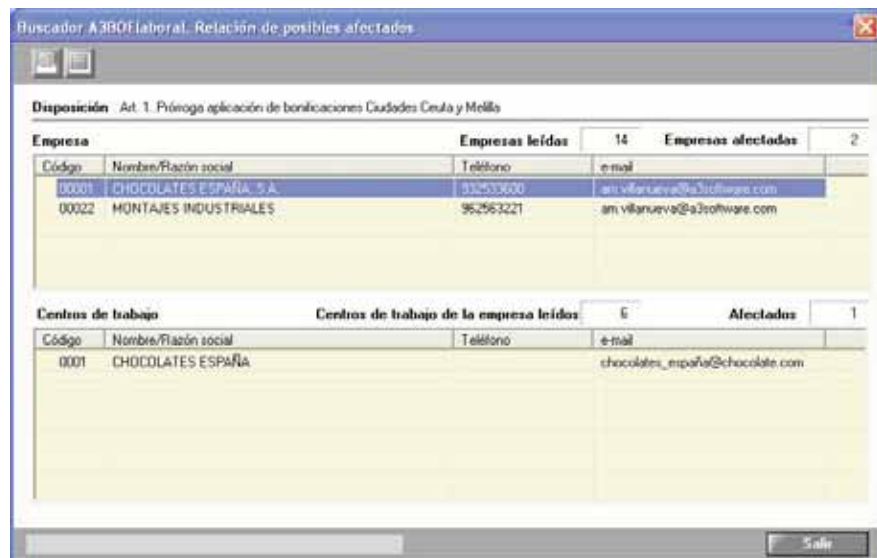 Buscador A3BOElaboral. Relación de posibles afectados
Disposición Art. 1. Prórroga aplicación de bonificaciones Ciudades Ceuta y Melilla
Empresa Empresas leídas 14 Empresas afectadas 2
Código Nombre/Razón social Teléfono e-mail
00001 CHOCOLATES ESPAÑA, S.A. 932533600 am.villanueva@a3software.com
00022 MONTAJES INDUSTRIALES 962563221 am.villanueva@a3software.com
Centros de trabajo Centros de trabajo de la empresa leídos 6 Afectados 1
Código Nombre/Razón social Teléfono e-mail
0001 CHOCOLATES ESPAÑA chocolates_españa@chocolate.com
Salir